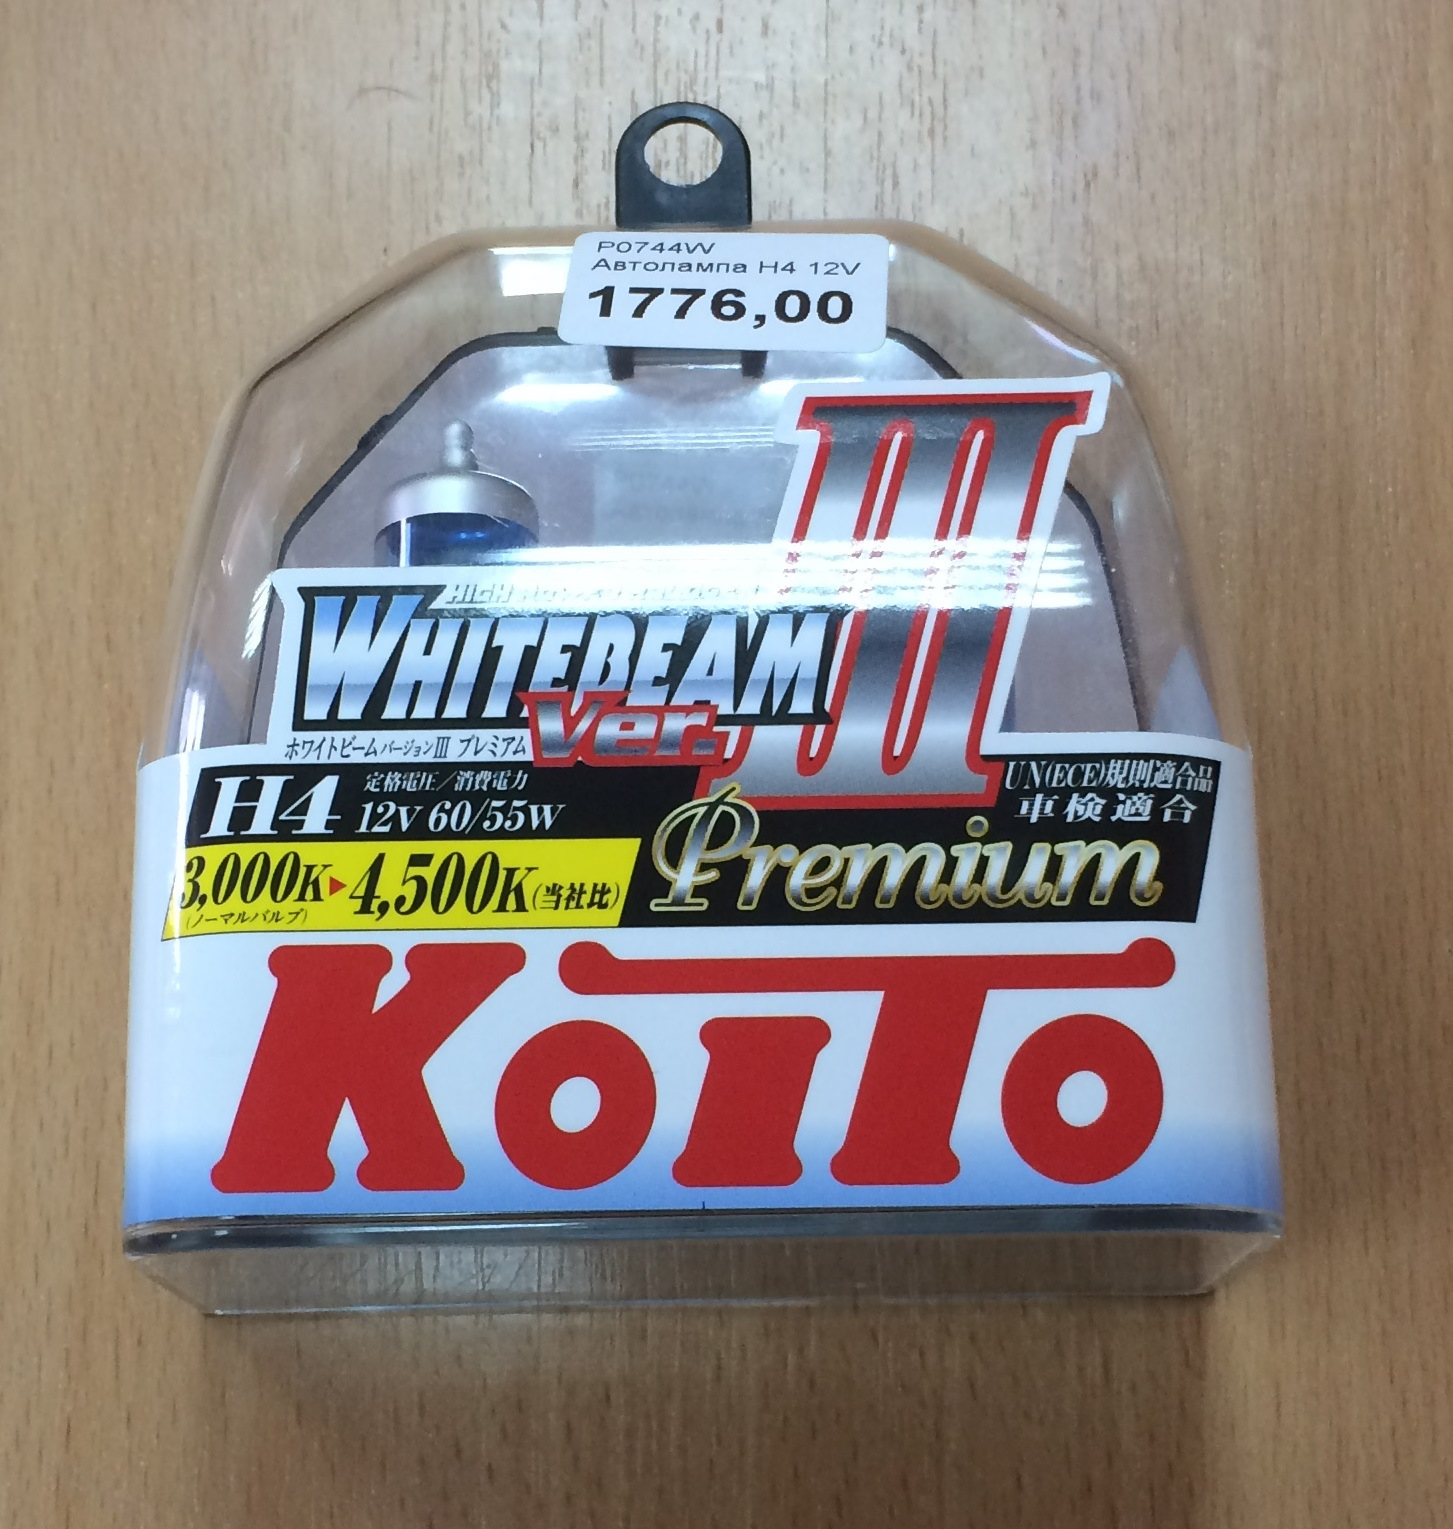 P0744W
Автолампа H4 12V
1776,00
III
HIGH
WHITEBEAM
Ver.
ホワイトビームバージョンIII プレミアム
H4 定格電圧/消費電力
12V 60/55W
UN(ECE)規則適合品
車検適合
3,000K▶4,500K(当社比)
(ノーマルバルブ)
Premium
KOITO